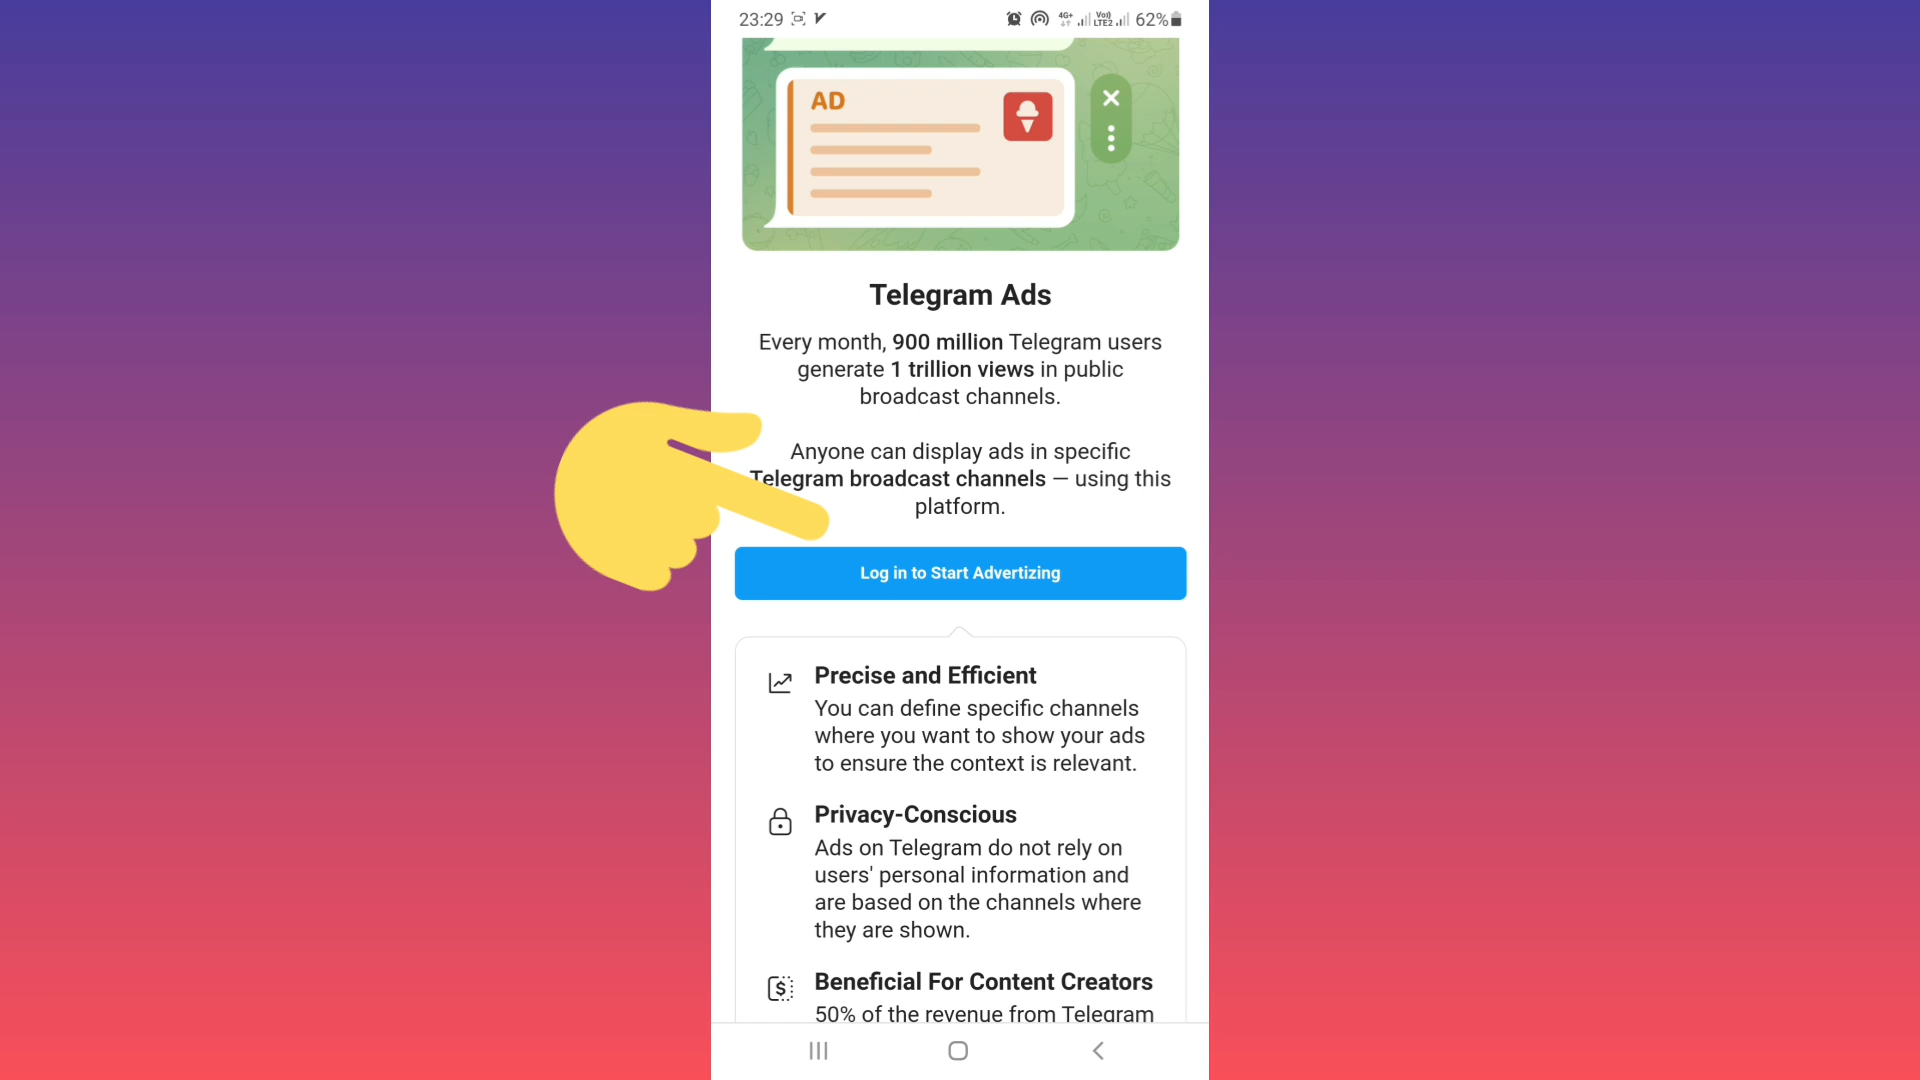 23:29
4G+
Vo))
LTE2
62%
AD
Telegram Ads
Every month, 900 million Telegram users
generate 1 trillion views in public
broadcast channels.
Anyone can display ads in specific
Telegram broadcast channels — using this
platform.
Log in to Start Advertizing
Precise and Efficient
You can define specific channels
where you want to show your ads
to ensure the context is relevant.
Privacy-Conscious
Ads on Telegram do not rely on
users' personal information and
are based on the channels where
they are shown.
Beneficial For Content Creators
50% of the revenue from Telegram